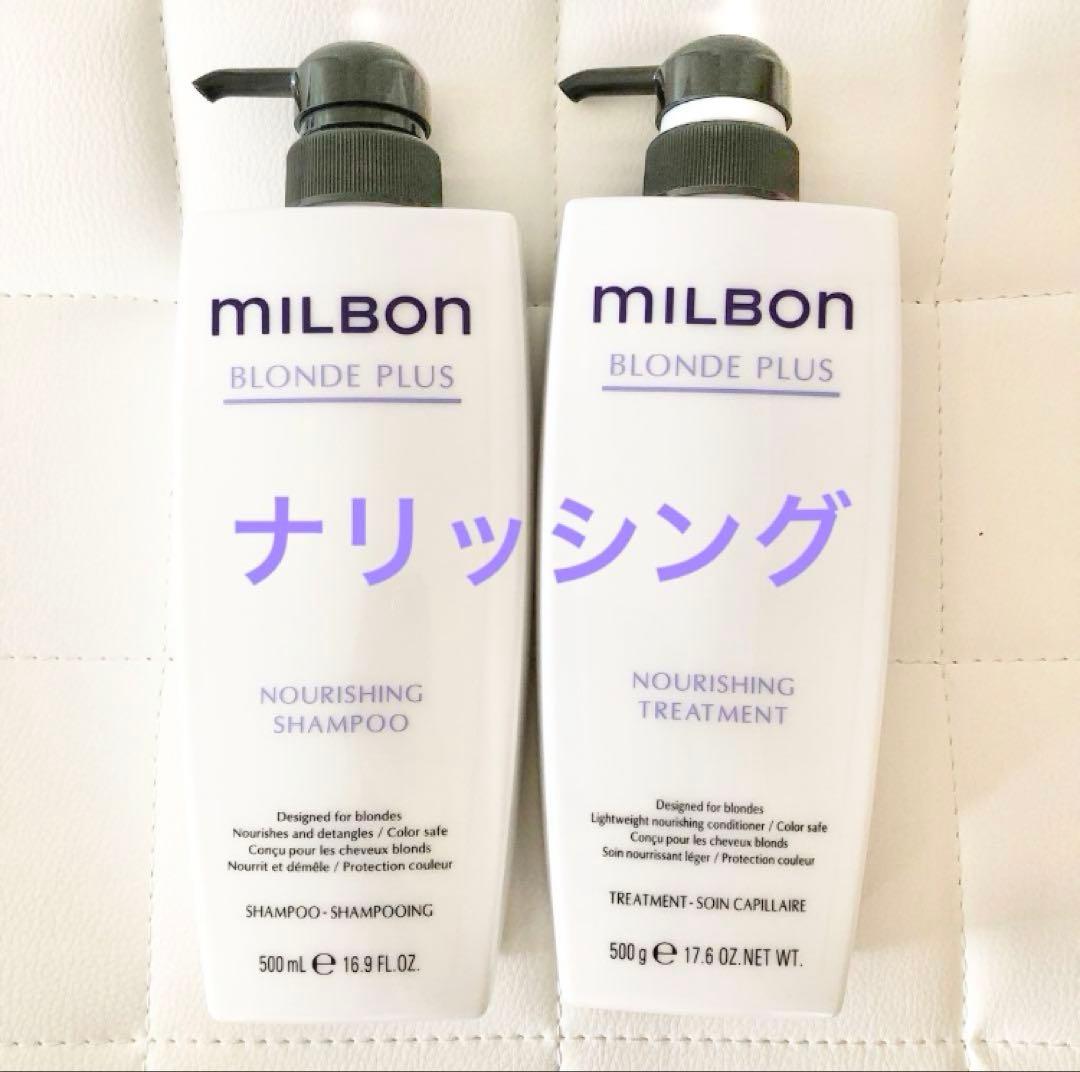 MILBON
BLONDE PLUS
ナリッシング
NOURISHING
SHAMPOO
Designed for blondes
Nourishes and detangles / Color safe
Conçu pour les cheveux blonds
Nourrit et démêle / Protection couleur
SHAMPOO - SHAMPOOING
500 mL ℮ 16.9 FL.OZ.
MILBON
BLONDE PLUS
NOURISHING
TREATMENT
Designed for blondes
Lightweight nourishing conditioner / Color safe
Conçu pour les cheveux blonds
Soin nourrissant léger / Protection couleur
TREATMENT - SOIN CAPILLAIRE
500 g ℮ 17.6 OZ.NET WT.